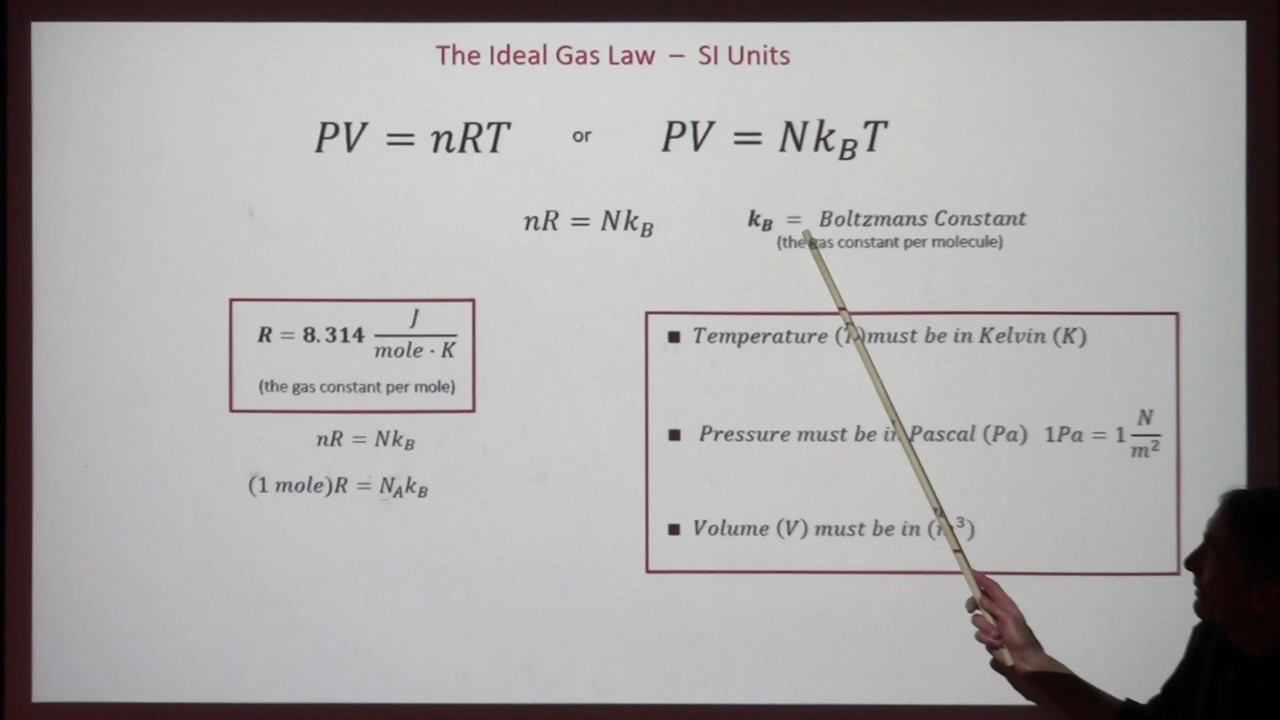 The Ideal Gas Law – SI Units
PV = nRT or PV = Nk_BT
nR = Nk_B
k_B = Boltzmans Constant
(the gas constant per molecule)
R = 8.314 J/(mole · K)
(the gas constant per mole)
nR = Nk_B
(1 mole)R = N_Ak_B
■ Temperature (T) must be in Kelvin (K)
■ Pressure must be in Pascal (Pa) 1Pa = 1 N/m²
■ Volume (V) must be in (m³)